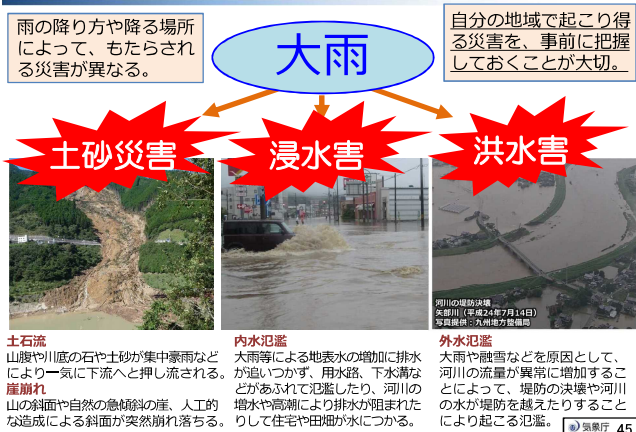 雨の降り方や降る場所
によって、もたらされ
る災害が異なる。
大雨
自分の地域で起こり得
る災害を、事前に把握
しておくことが大切。
土砂災害
浸水害
洪水害
河川の堤防決壊
矢部川（平成24年7月14日）
写真提供：九州地方整備局
土石流
山腹や川底の石や土砂が集中豪雨など
により一気に下流へと押し流される。
崖崩れ
山の斜面や自然の急傾斜の崖、人工的
な造成による斜面が突然崩れ落ちる。
内水氾濫
大雨等による地表水の増加に排水
が追いつかず、用水路、下水溝な
どがあふれて氾濫したり、河川の
増水や高潮により排水が阻まれた
りして住宅や田畑が水につかる。
外水氾濫
大雨や融雪などを原因として、
河川の流量が異常に増加するこ
とによって、堤防の決壊や河川
の水が堤防を越えたりすること
により起こる氾濫。
気象庁
45